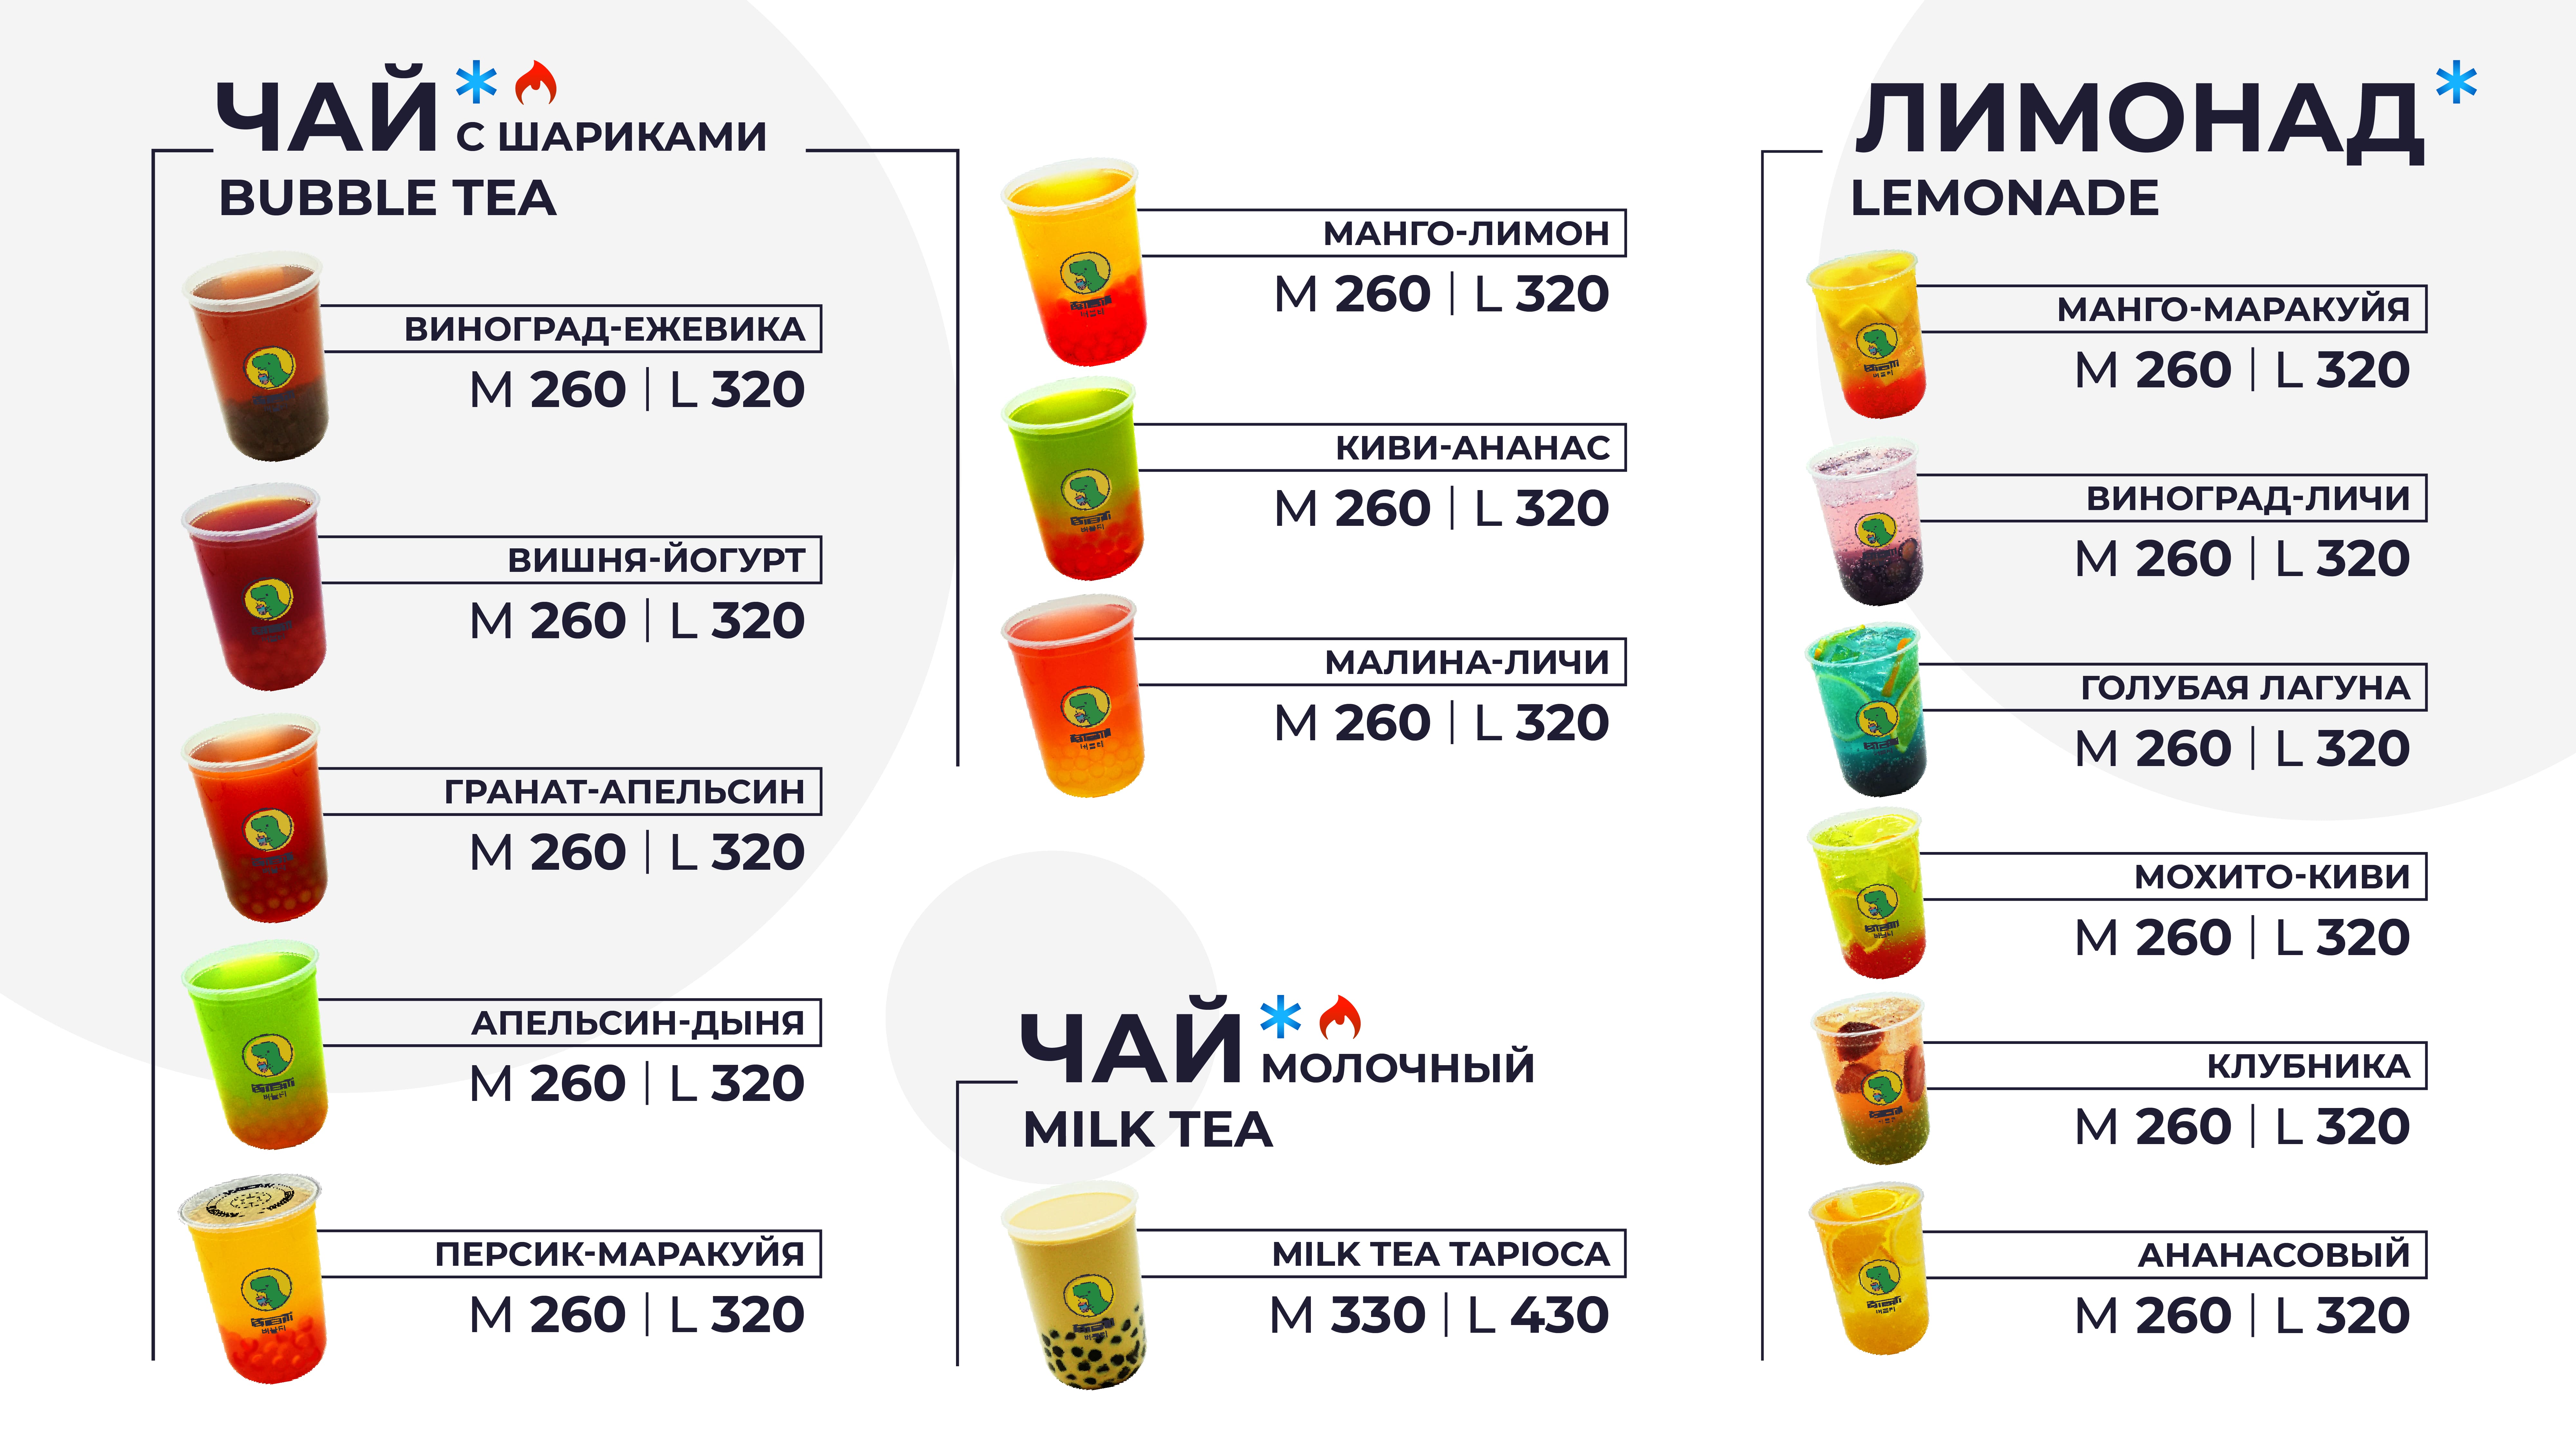 ЧАЙ С ШАРИКАМИ
BUBBLE TEA
ВИНОГРАД-ЕЖЕВИКА
M 260 | L 320
ВИШНЯ-ЙОГУРТ
M 260 | L 320
ГРАНАТ-АПЕЛЬСИН
M 260 | L 320
АПЕЛЬСИН-ДЫНЯ
M 260 | L 320
ПЕРСИК-МАРАКУЙЯ
M 260 | L 320
МАНГО-ЛИМОН
M 260 | L 320
КИВИ-АНАНАС
M 260 | L 320
МАЛИНА-ЛИЧИ
M 260 | L 320
ЧАЙ МОЛОЧНЫЙ
MILK TEA
MILK TEA TAPIOCA
M 330 | L 430
ЛИМОНАД*
LEMONADE
МАНГО-МАРАКУЙЯ
M 260 | L 320
ВИНОГРАД-ЛИЧИ
M 260 | L 320
ГОЛУБАЯ ЛАГУНА
M 260 | L 320
МОХИТО-КИВИ
M 260 | L 320
КЛУБНИКА
M 260 | L 320
АНАНАСОВЫЙ
M 260 | L 320